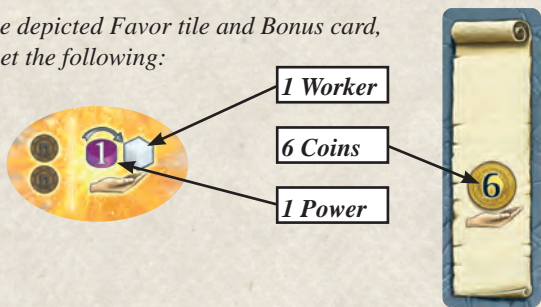 e depicted Favor tile and Bonus card,
et the following:
1 Worker
6 Coins
1 Power
1
6